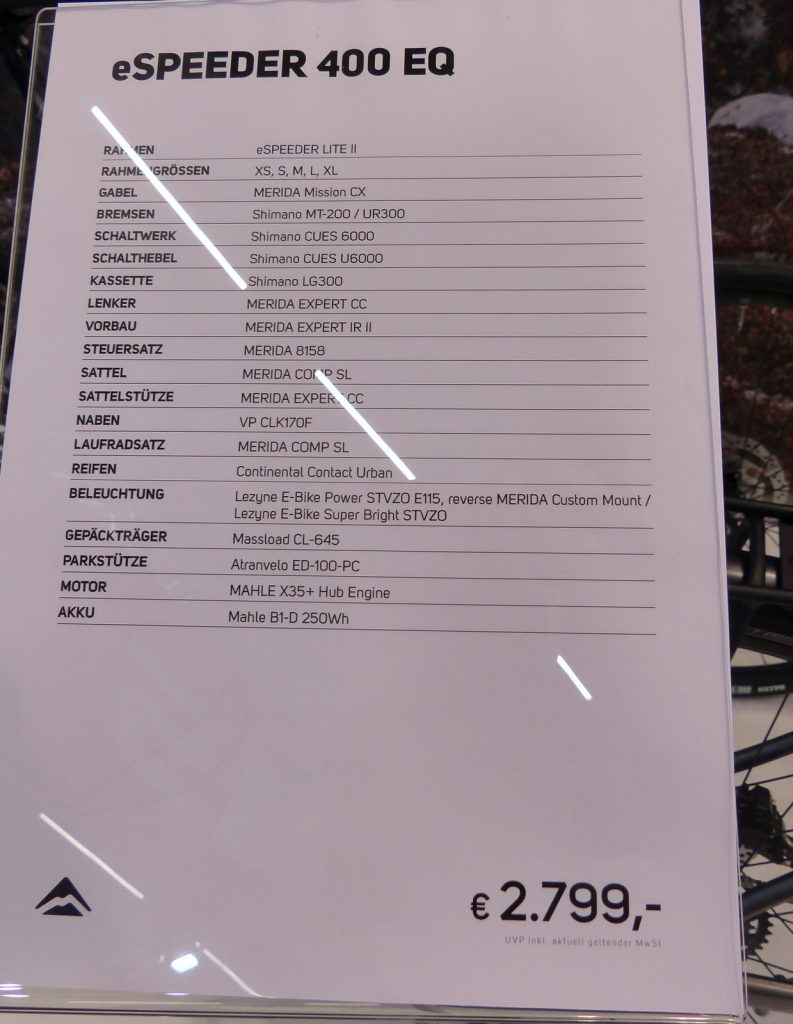 eSPEEDER 400 EQ
RAHMEN eSPEEDER LITE II
RAHMENGRÖSSEN XS, S, M, L, XL
GABEL MERIDA Mission CX
BREMSEN Shimano MT-200 / UR300
SCHALTWERK Shimano CUES 6000
SCHALTHEBEL Shimano CUES U6000
KASSETTE Shimano LG300
LENKER MERIDA EXPERT CC
VORBAU MERIDA EXPERT IR II
STEUERSATZ MERIDA 8158
SATTEL MERIDA COMP SL
SATTELSTÜTZE MERIDA EXPERT CC
NABEN VP CLK170F
LAUFRADSATZ MERIDA COMP SL
REIFEN Continental Contact Urban
BELEUCHTUNG Lezyne E-Bike Power STVZO E115, reverse MERIDA Custom Mount /
Lezyne E-Bike Super Bright STVZO
GEPÄCKTRÄGER Massload CL-645
PARKSTÜTZE Atranvelo ED-100-PC
MOTOR MAHLE X35+ Hub Engine
AKKU Mahle B1-D 250Wh
€ 2.799,-
UVP inkl. aktuell geltender MwSt.